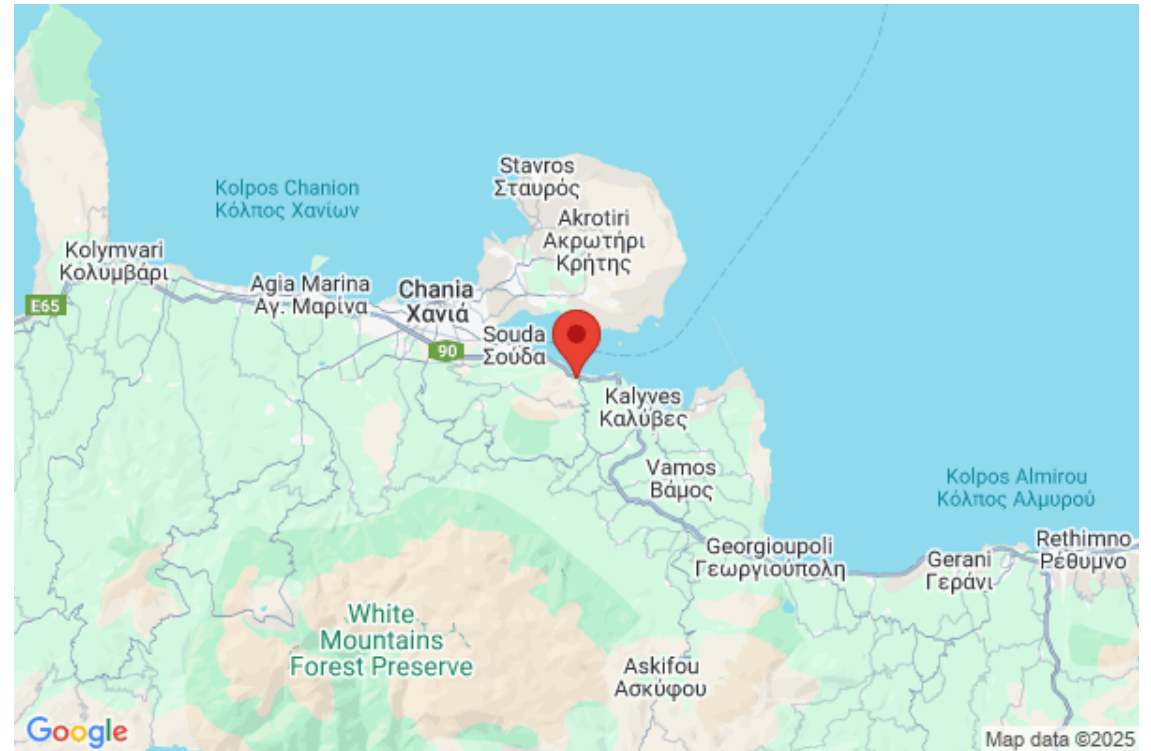 Stavros
Σταυρός
Kolpos Chanion
Κόλπος Χανίων
Akrotiri
Ακρωτήρι
Κρήτης
Kolymvari
Κολυμβάρι
Agia Marina
Αγ. Μαρίνα
Chania
Χανιά
E65
Souda
Σούδα
90
Kalyves
Καλύβες
Vamos
Βάμος
Kolpos Almirou
Κόλπος Αλμυρού
Georgioupoli
Γεωργιούπολη
Gerani
Γεράνι
Rethimno
Ρέθυμνο
White
Mountains
Forest Preserve
Askifou
Ασκύφου
Google
Map data ©2025